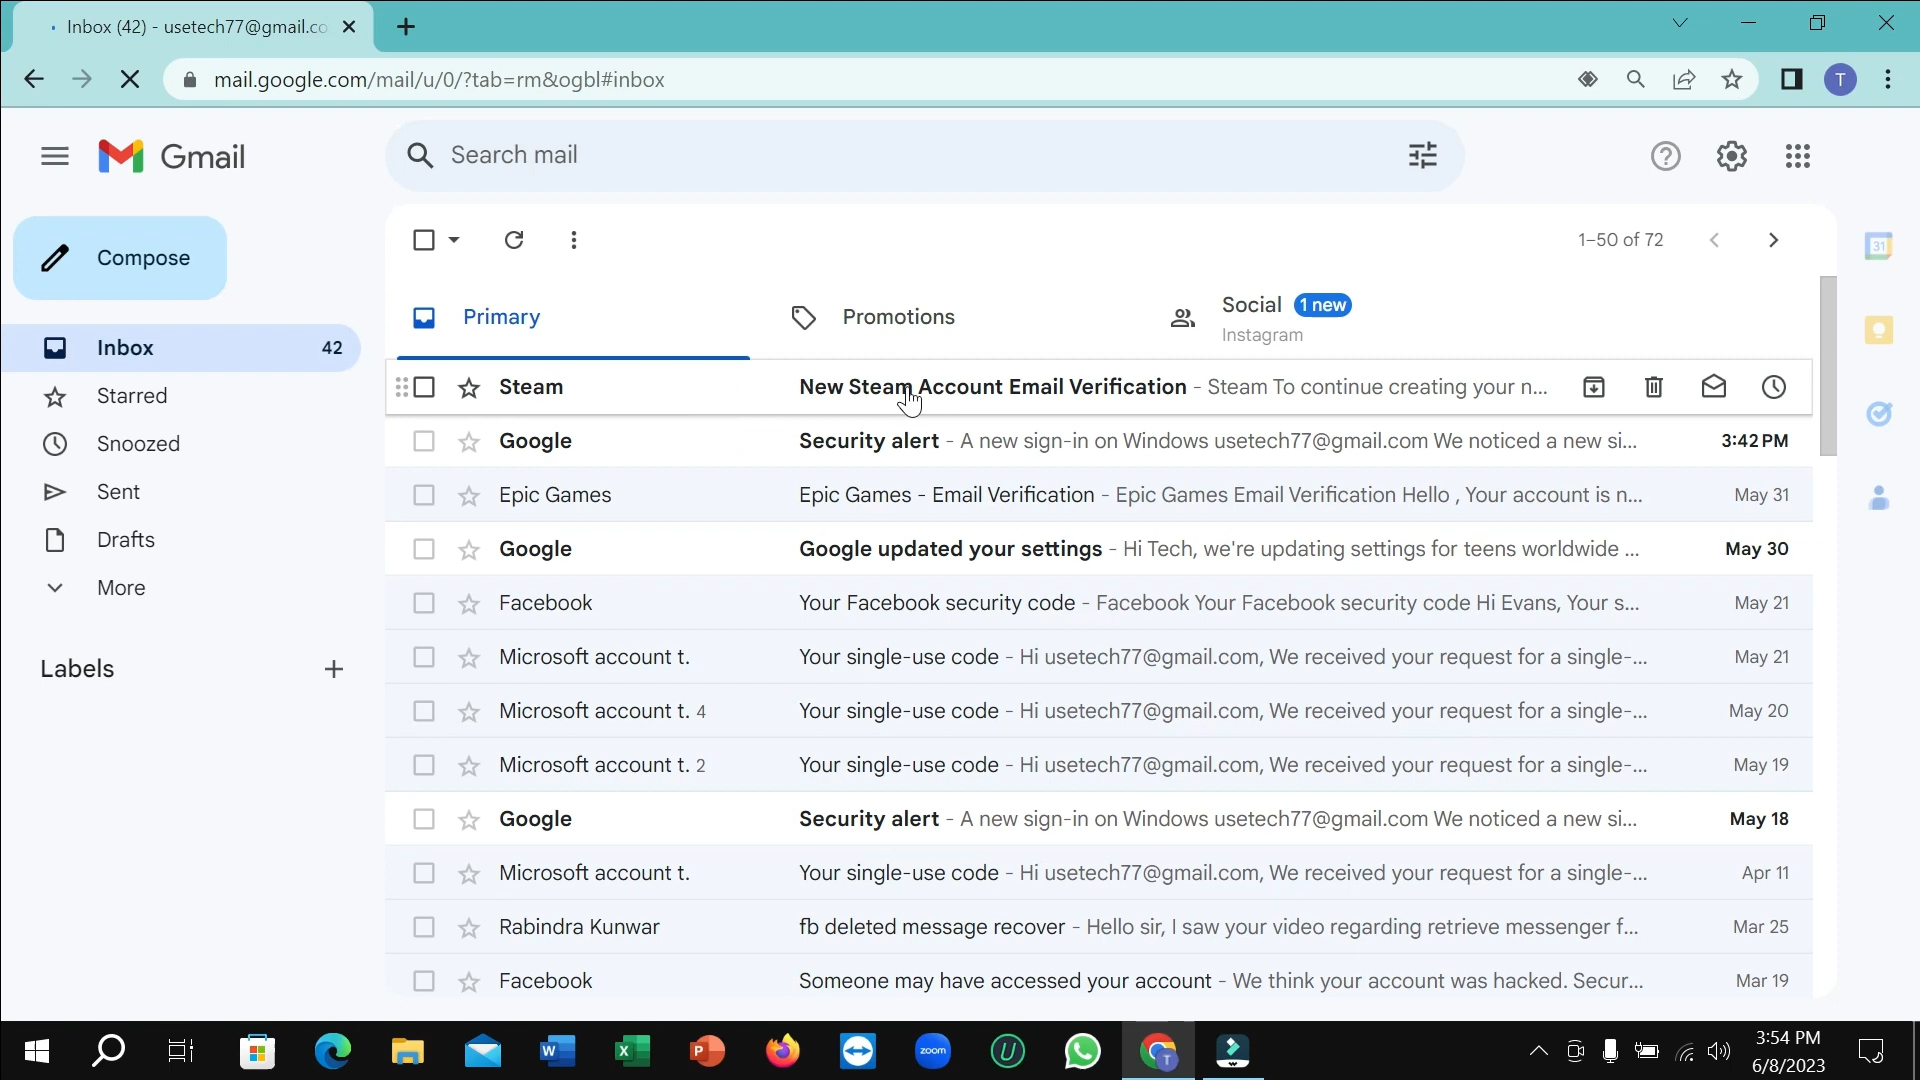 Inbox (42) - usetech77@gmail.co
mail.google.com/mail/u/0/?tab=rm&ogbl#inbox
T
Gmail
Search mail
Compose
1–50 of 72
31
Primary
Promotions
Social 1 new
Instagram
Inbox 42
Starred
Snoozed
Sent
Drafts
More
Labels
Steam New Steam Account Email Verification - Steam To continue creating your n...
Google Security alert - A new sign-in on Windows usetech77@gmail.com We noticed a new si... 3:42 PM
Epic Games Epic Games - Email Verification - Epic Games Email Verification Hello , Your account is n... May 31
Google Google updated your settings - Hi Tech, we're updating settings for teens worldwide ... May 30
Facebook Your Facebook security code - Facebook Your Facebook security code Hi Evans, Your s... May 21
Microsoft account t. Your single-use code - Hi usetech77@gmail.com, We received your request for a single-... May 21
Microsoft account t. 4 Your single-use code - Hi usetech77@gmail.com, We received your request for a single-... May 20
Microsoft account t. 2 Your single-use code - Hi usetech77@gmail.com, We received your request for a single-... May 19
Google Security alert - A new sign-in on Windows usetech77@gmail.com We noticed a new si... May 18
Microsoft account t. Your single-use code - Hi usetech77@gmail.com, We received your request for a single-... Apr 11
Rabindra Kunwar fb deleted message recover - Hello sir, I saw your video regarding retrieve messenger f... Mar 25
Facebook Someone may have accessed your account - We think your account was hacked. Secur... Mar 19
W
X
P
zoom
U
T
3:54 PM
6/8/2023